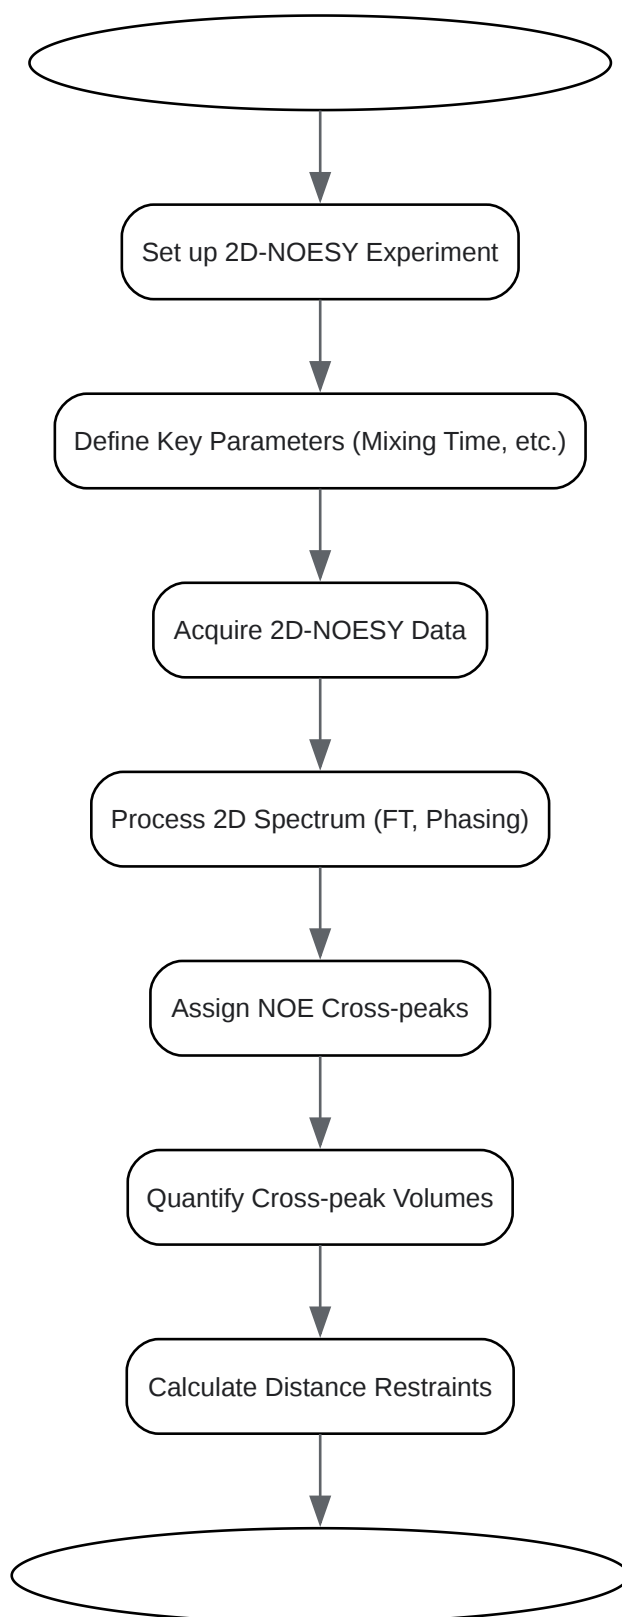 Set up 2D-NOESY Experiment
Define Key Parameters (Mixing Time, etc.)
Acquire 2D-NOESY Data
Process 2D Spectrum (FT, Phasing)
Assign NOE Cross-peaks
Quantify Cross-peak Volumes
Calculate Distance Restraints